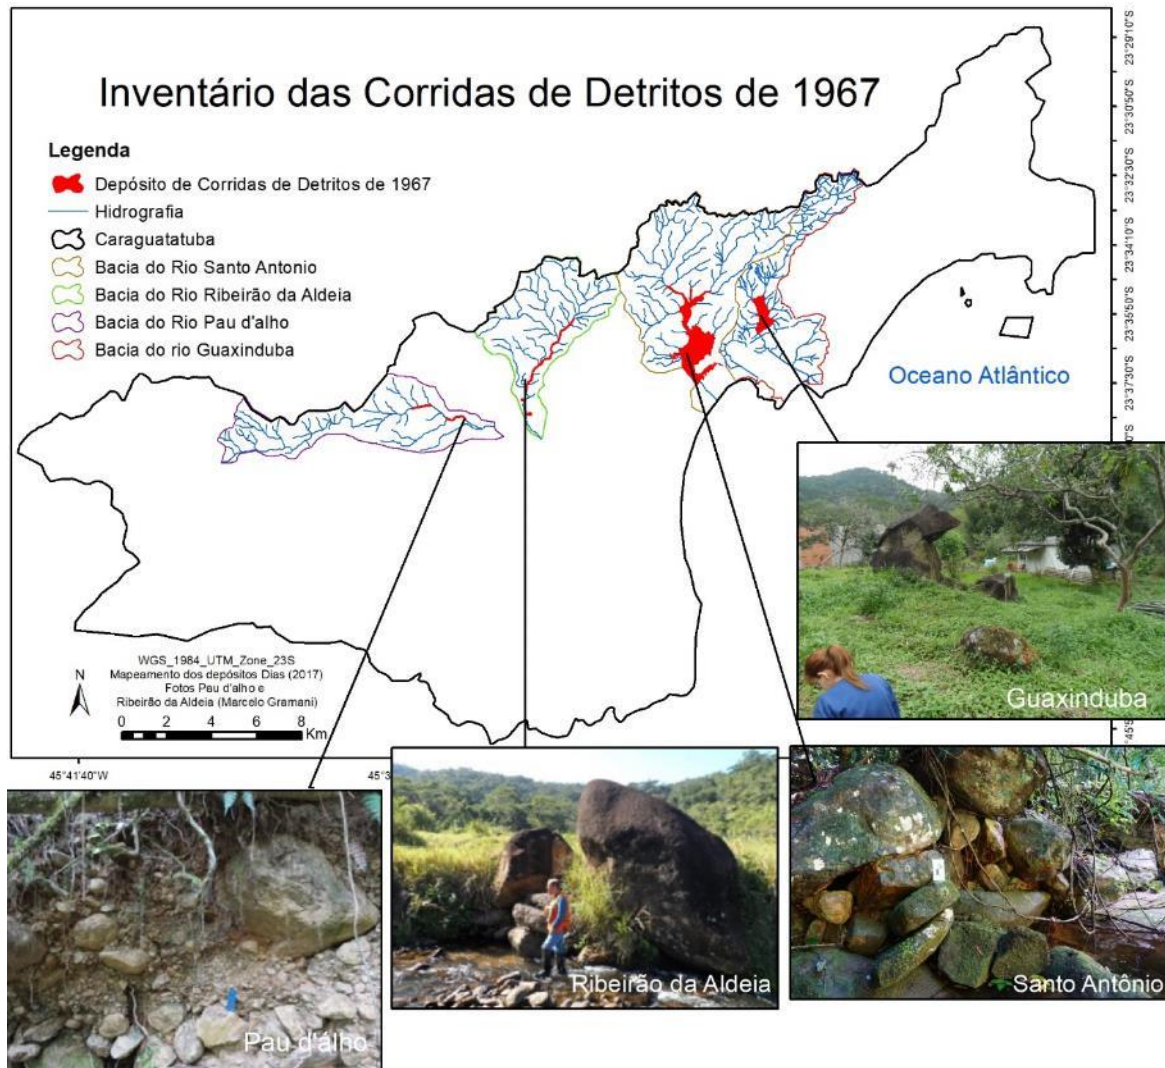 Inventário das Corridas de Detritos de 1967
Legenda
Depósito de Corridas de Detritos de 1967
Hidrografia
Caraguatatuba
Bacia do Rio Santo Antonio
Bacia do Rio Ribeirão da Aldeia
Bacia do Rio Pau d'alho
Bacia do rio Guaxinduba
Oceano Atlântico
23°29'10"S
23°30'50"S
23°32'30"S
23°34'10"S
23°35'50"S
23°37'30"S
N
WGS_1984_UTM_Zone_23S
Mapeamento dos depósitos Dias (2017)
Fotos Pau d'alho e
Ribeirão da Aldeia (Marcelo Gramani)
0 2 4 6 8
Km
45°41'40"W
Guaxinduba
Pau d'álho
Ribeirão da Aldeia
Santo Antônio